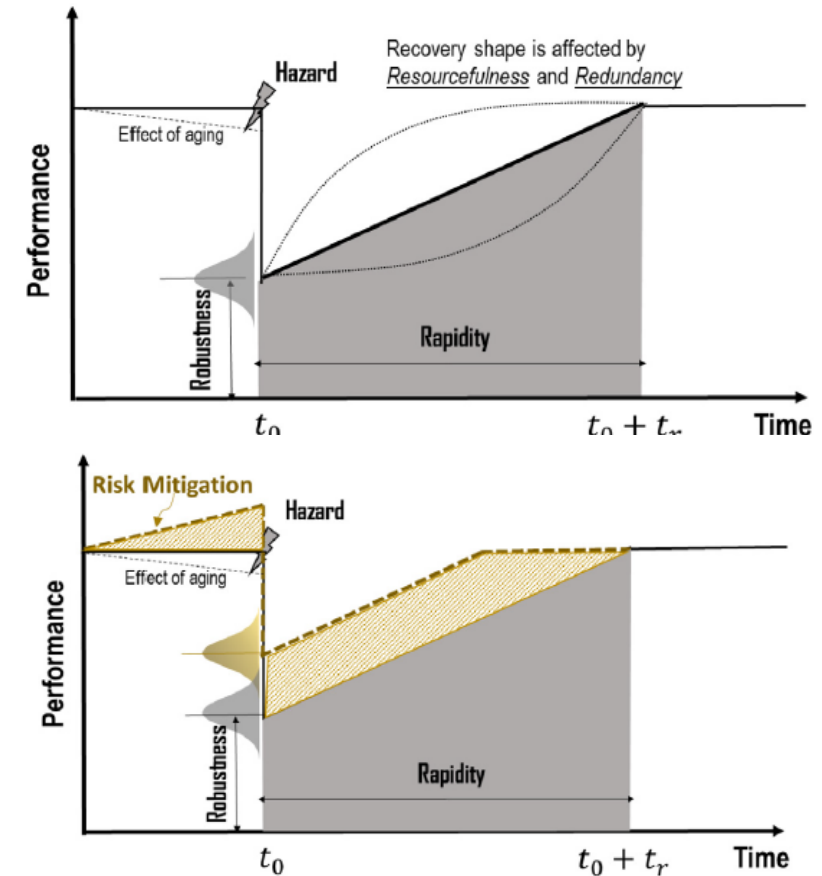 Hazard
Recovery shape is affected by
Resourcefulness and Redundancy
Effect of aging
Performance
Robustness
Rapidity
t₀
t₀ + tᵣ
Time
Risk Mitigation
Hazard
Effect of aging
Performance
Robustness
Rapidity
t₀
t₀ + tᵣ
Time